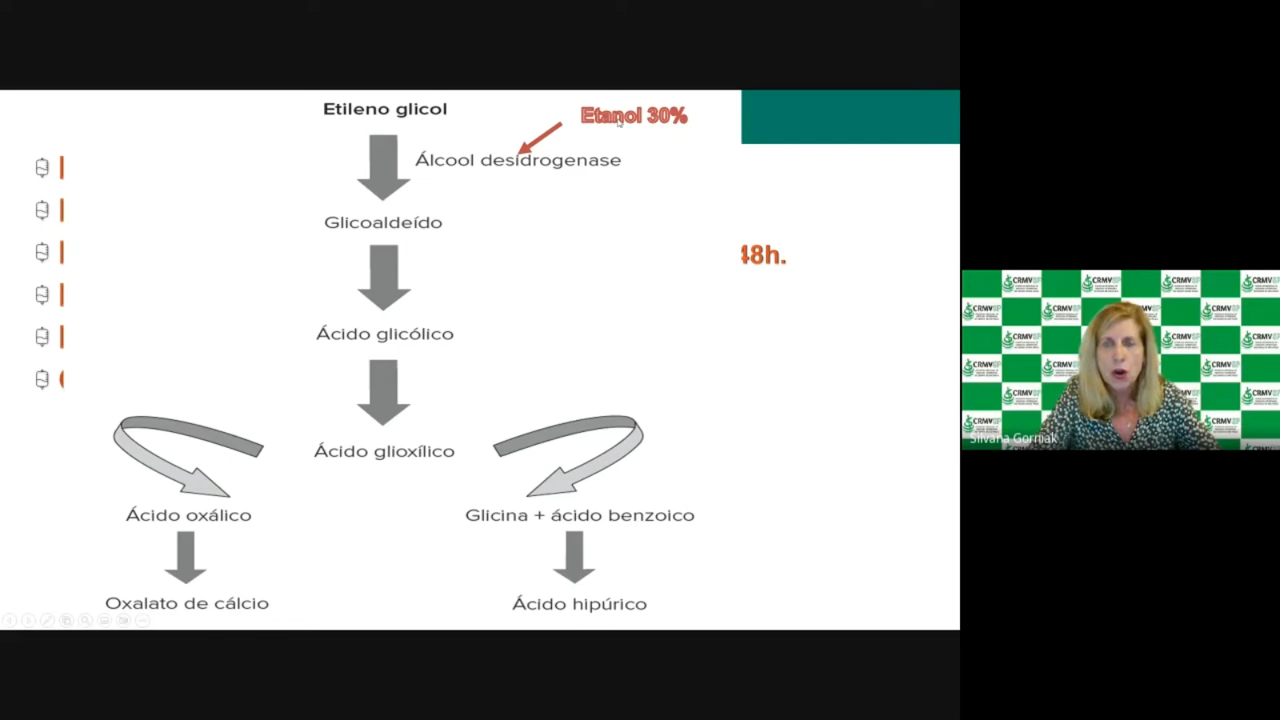 Etileno glicol
Etanol 30%
Álcool desidrogenase
Glicoaldeído
48h.
Ácido glicólico
Ácido glioxílico
Ácido oxálico
Glicina + ácido benzoico
Oxalato de cálcio
Ácido hipúrico
CRMVSP
Silvana Gorniak